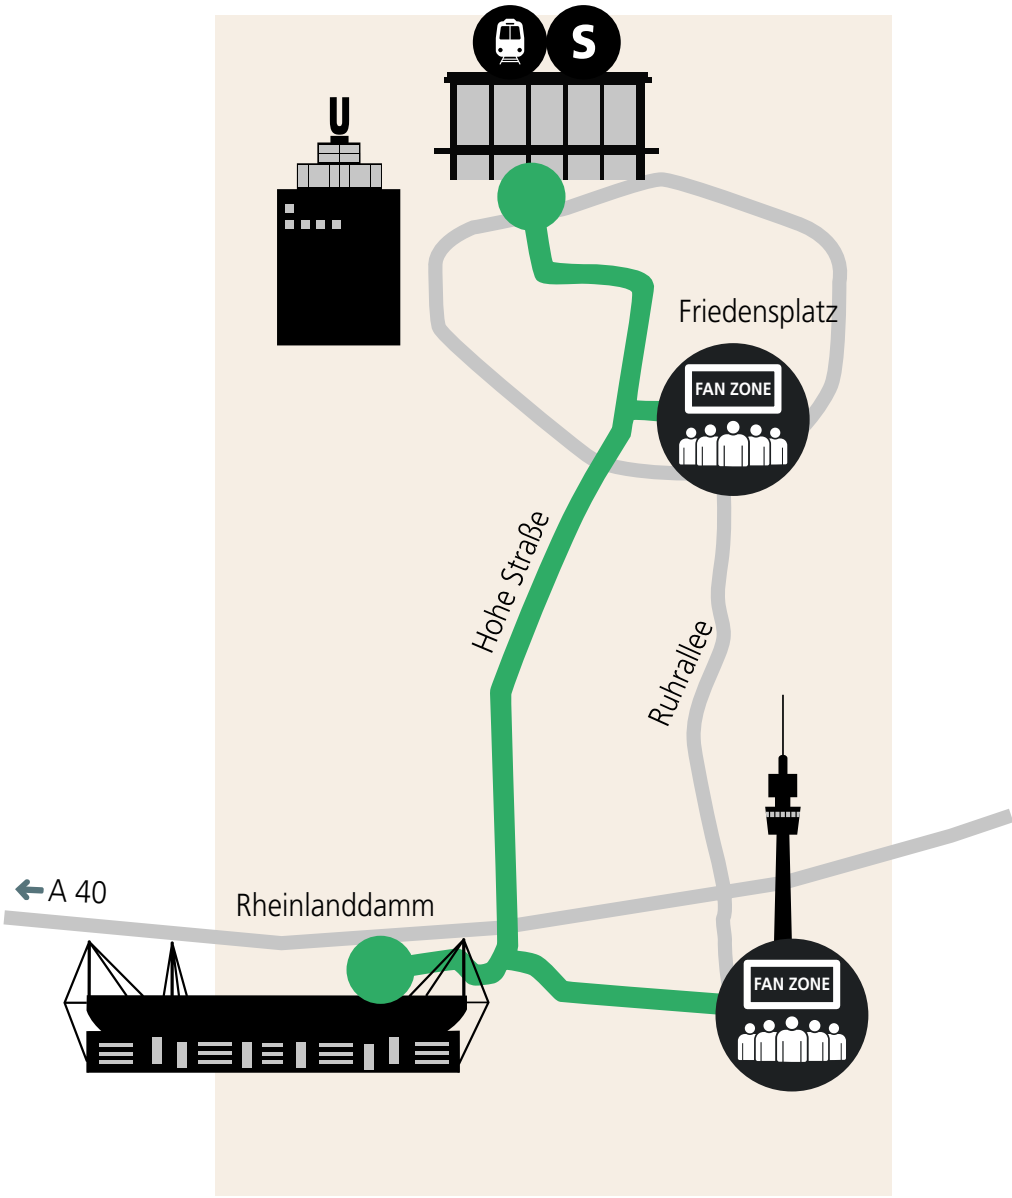 S
U
Friedensplatz
FAN ZONE
Hohe Straße
Ruhrallee
A 40
Rheinlanddamm
FAN ZONE